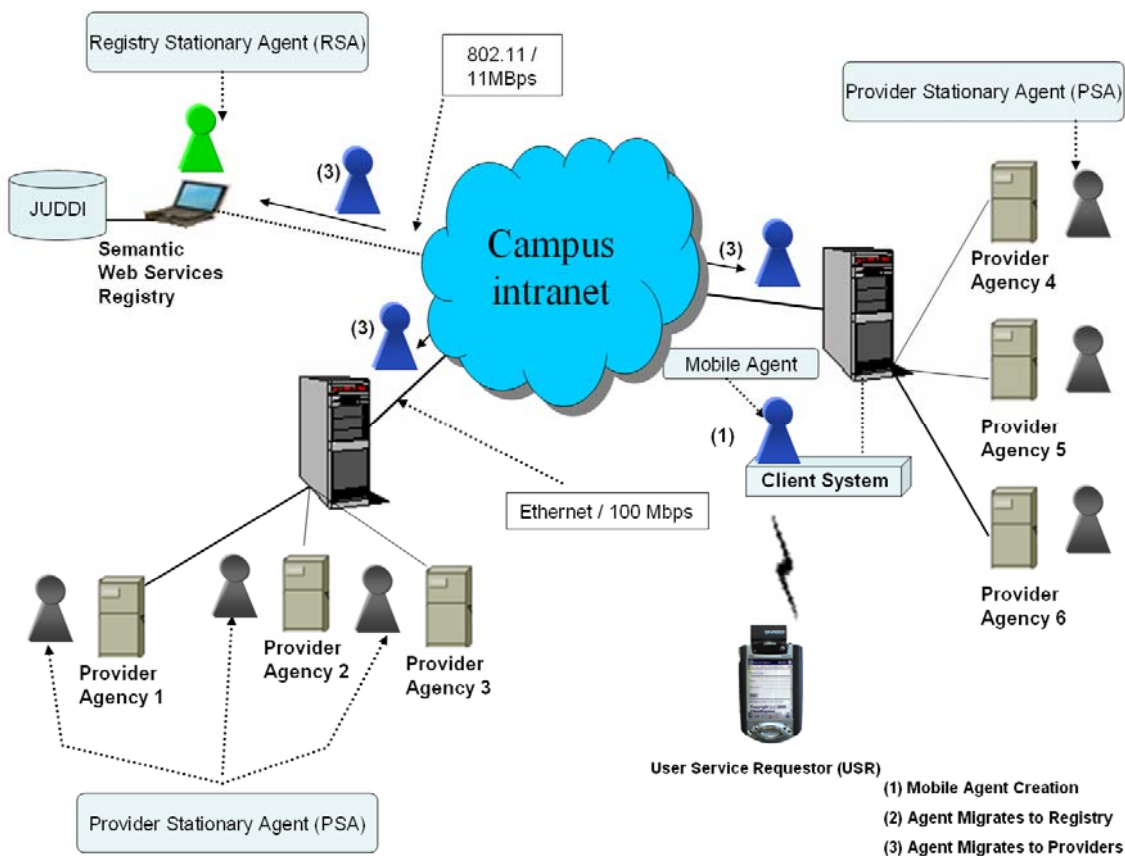 Registry Stationary Agent (RSA)
802.11 /
11MBps
Provider Stationary Agent (PSA)
(3)
JUDDI
Semantic
Web Services
Registry
Campus
intranet
(3)
Provider
Agency 4
(3)
Mobile Agent
(1)
Client System
Provider
Agency 5
Ethernet / 100 Mbps
Provider
Agency 6
Provider
Agency 1
Provider
Agency 2
Provider
Agency 3
User Service Requestor (USR)
Provider Stationary Agent (PSA)
(1) Mobile Agent Creation
(2) Agent Migrates to Registry
(3) Agent Migrates to Providers